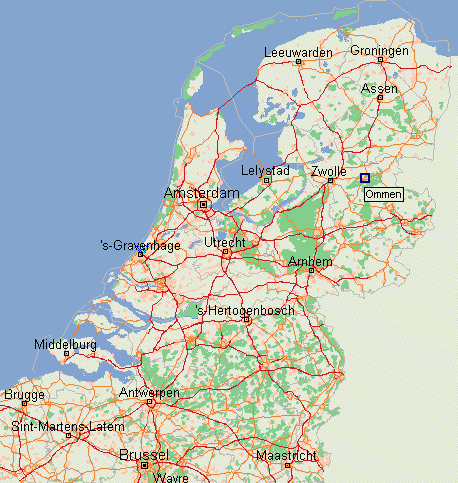 Leeuwarden
Groningen
Assen
Lelystad
Zwolle
Amsterdam
Ommen
's-Gravenhage
Utrecht
Arnhem
's-Hertogenbosch
Middelburg
Brugge
Antwerpen
Sint-Martens-Latem
Brussel
Maastricht
Wavre